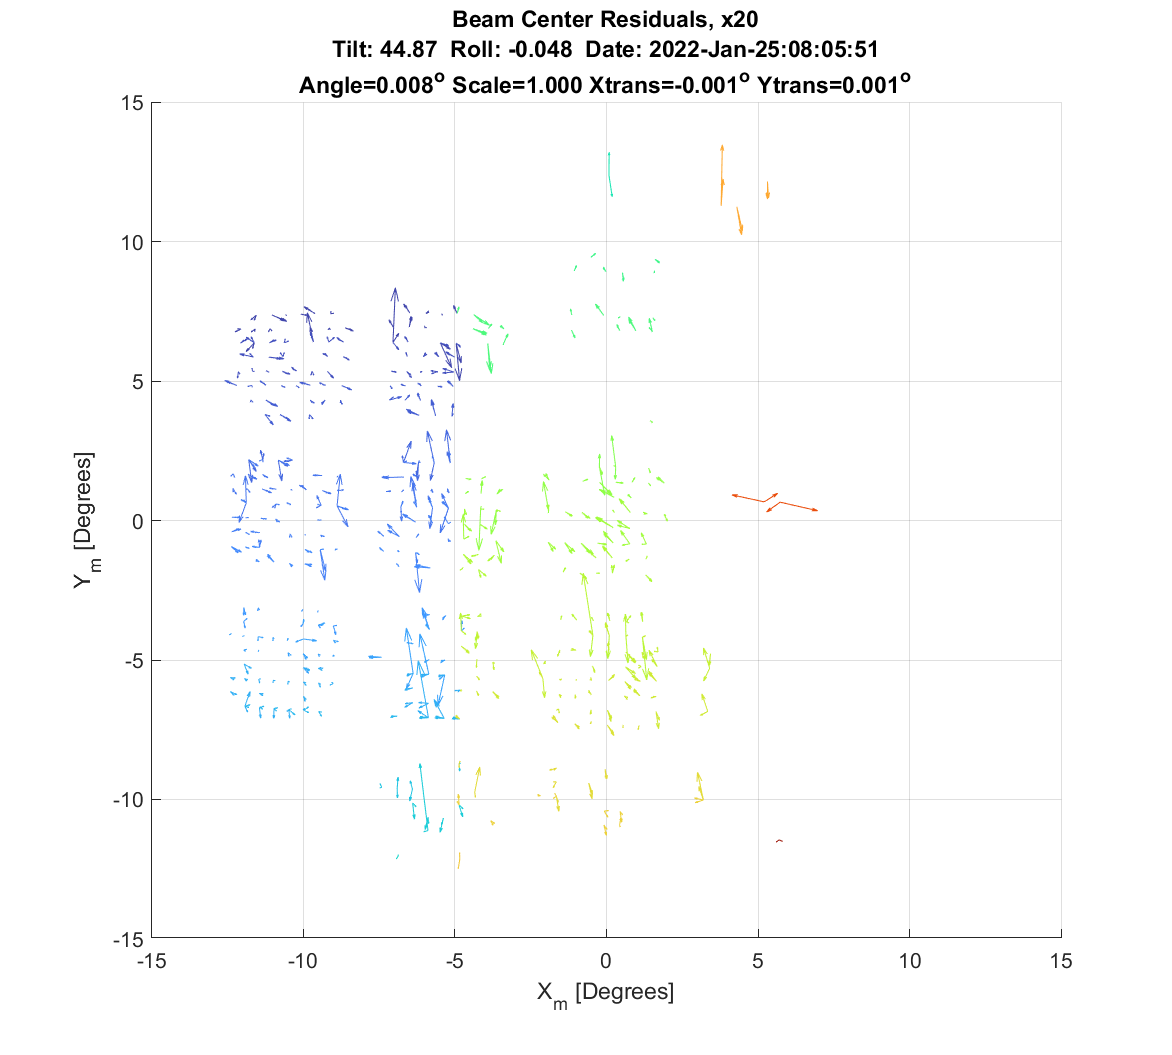 Beam Center Residuals, x20
Tilt: 44.87 Roll: -0.048 Date: 2022-Jan-25:08:05:51
Angle=0.008° Scale=1.000 Xtrans=-0.001° Ytrans=0.001°
15
10
5
0
-5
-10
-15
Y_m [Degrees]
-15 -10 -5 0 5 10 15
X_m [Degrees]